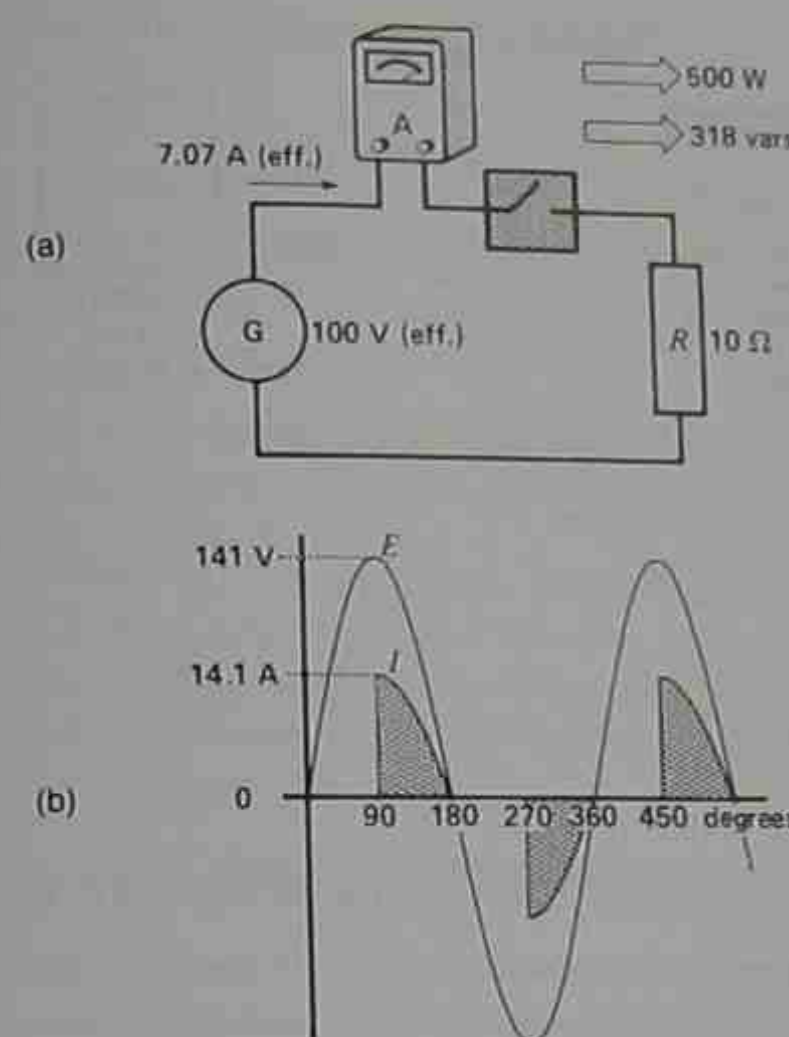 500 W
A
318 vars
7.07 A (eff.)
(a)
G
100 V (eff.)
R
10 Ω
141 V
E
14.1 A
I
(b)
0
90 180 270 360 450 degrees